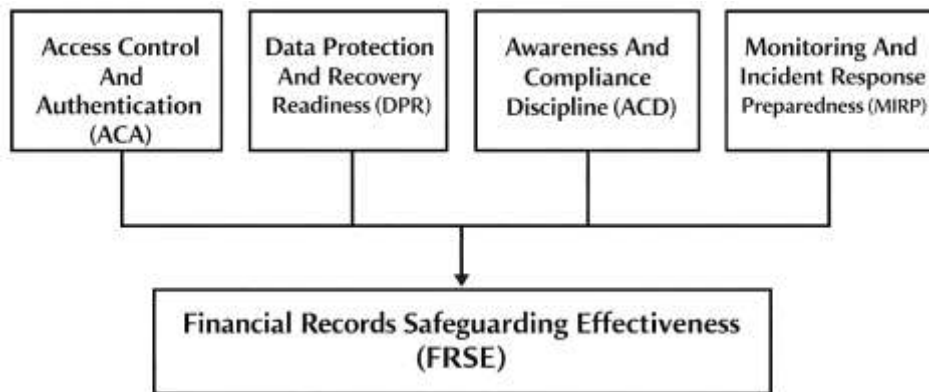 Access Control
And
Authentication
(ACA)
Data Protection
And Recovery
Readiness (DPR)
Awareness And
Compliance
Discipline (ACD)
Monitoring And
Incident Response
Preparedness (MIRP)
Financial Records Safeguarding Effectiveness
(FRSE)